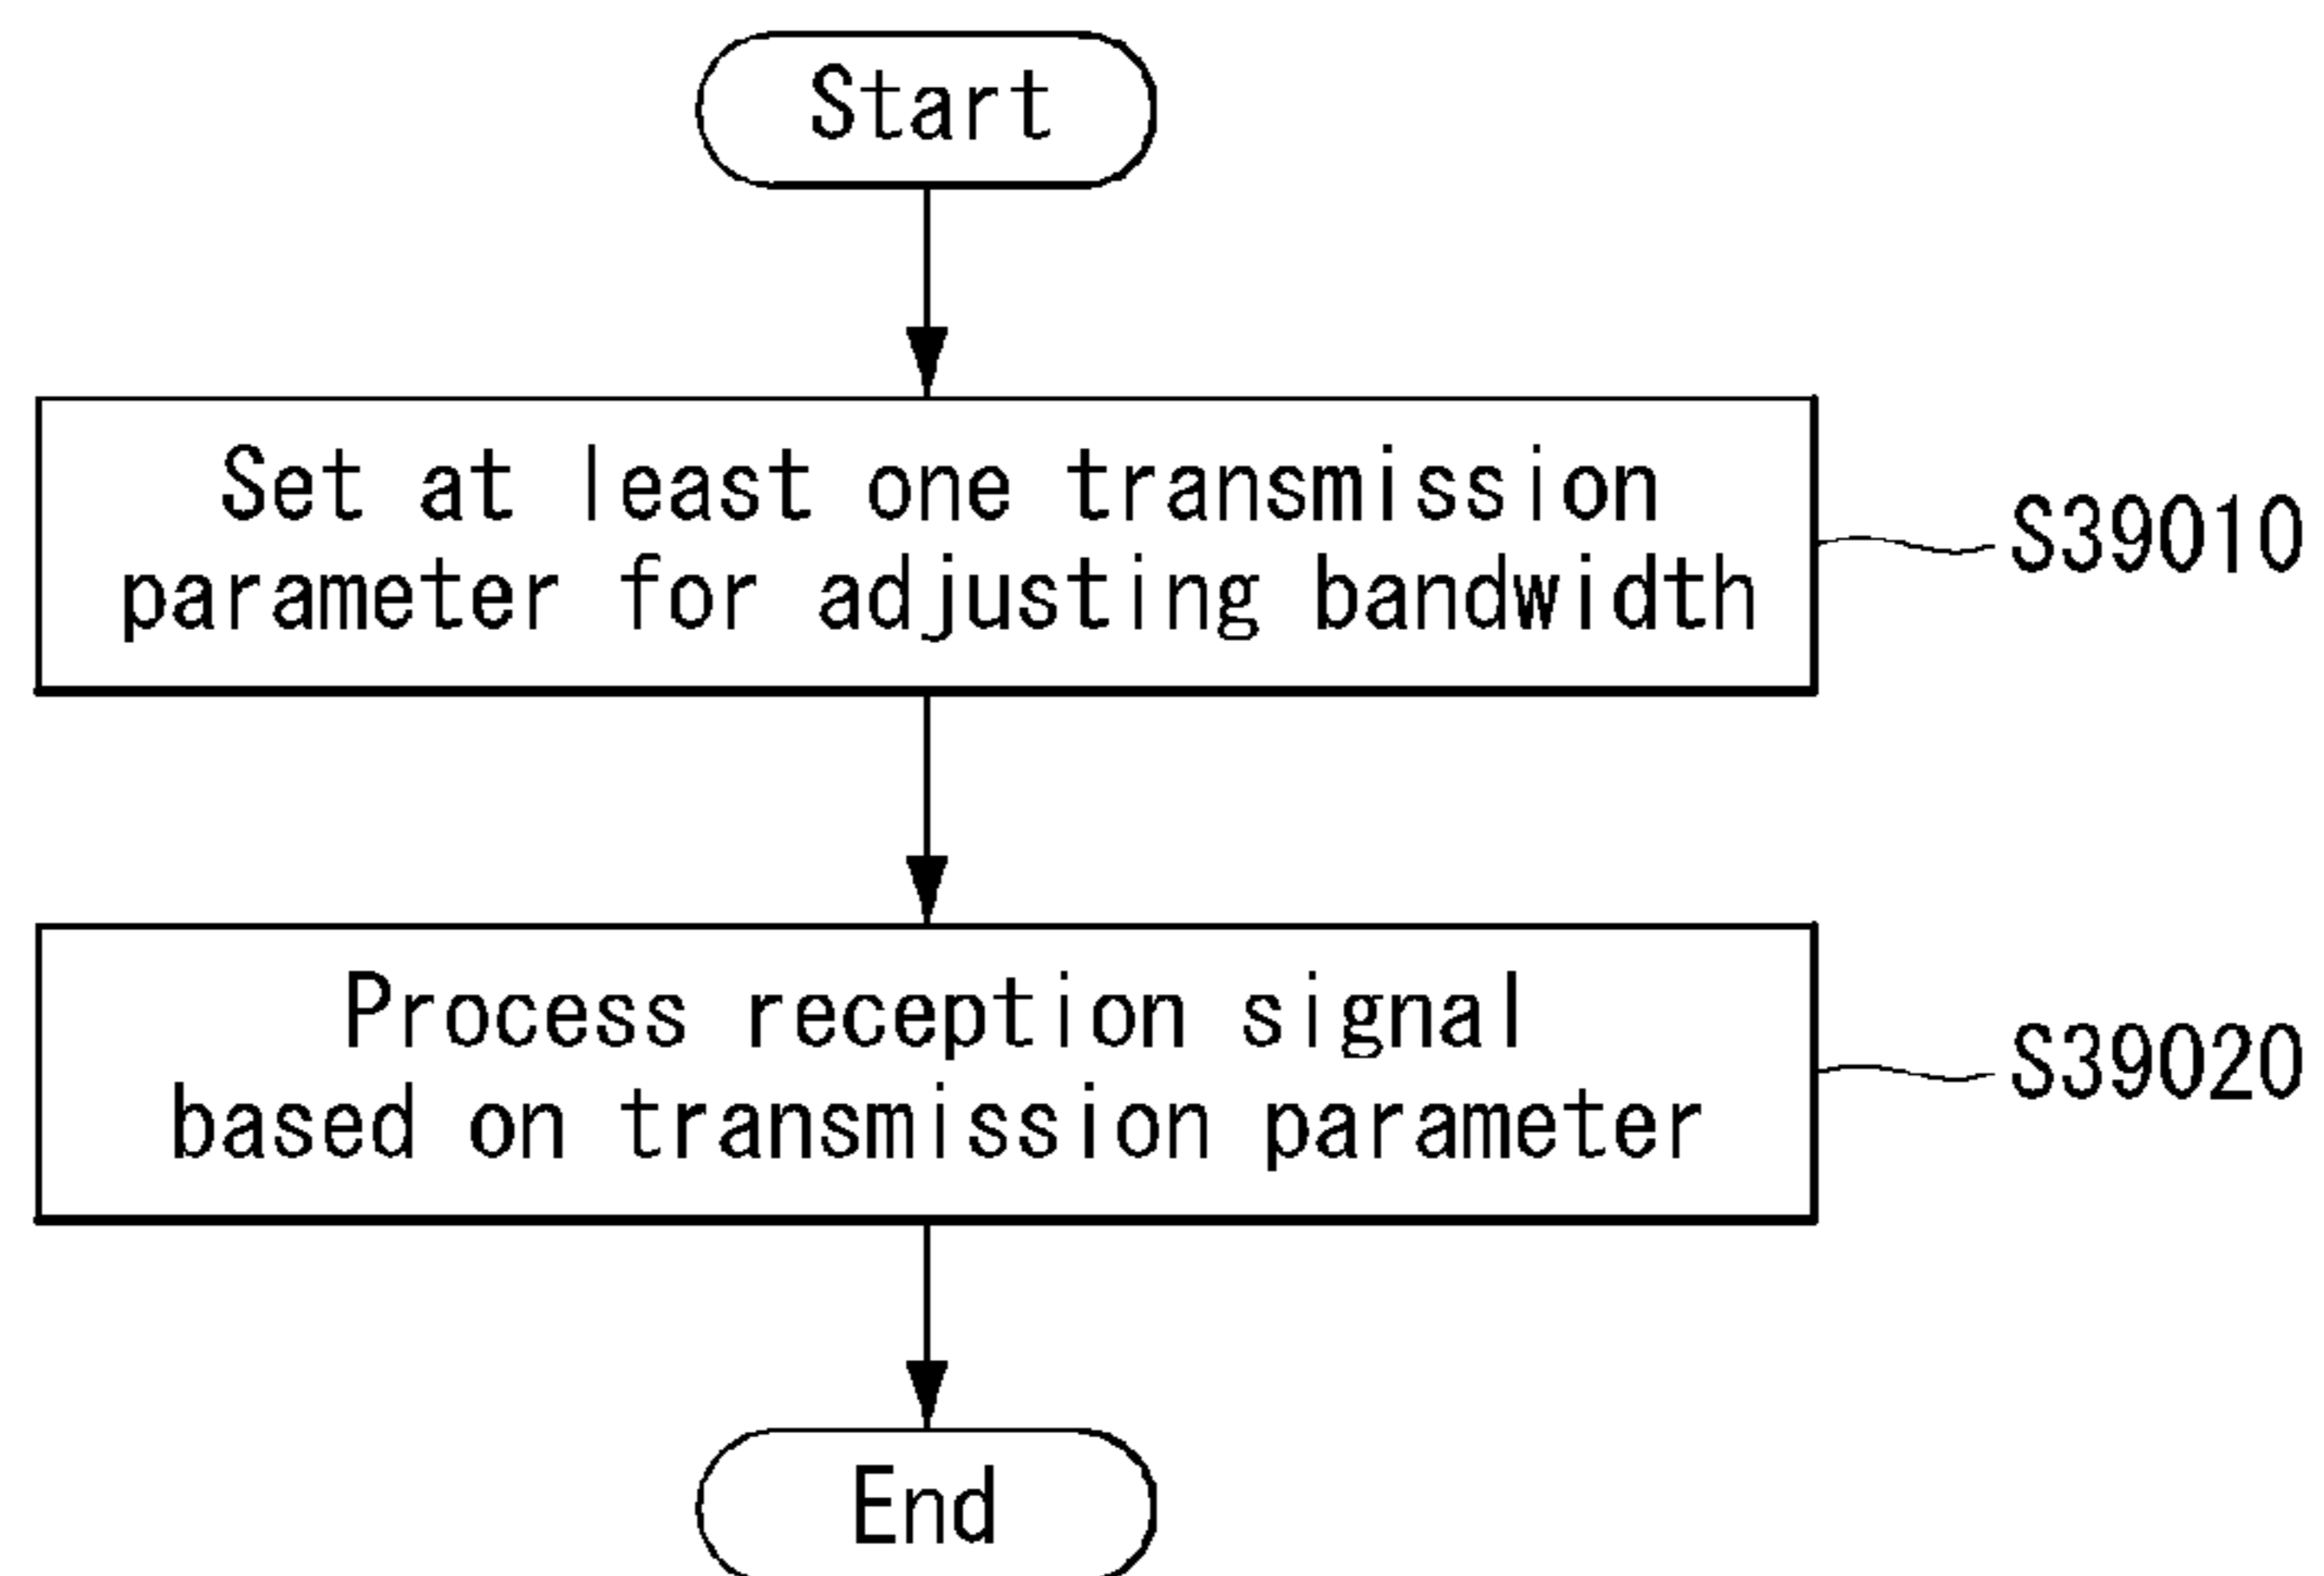 Start
Set at least one transmission
parameter for adjusting bandwidth
S39010
Process reception signal
based on transmission parameter
S39020
End